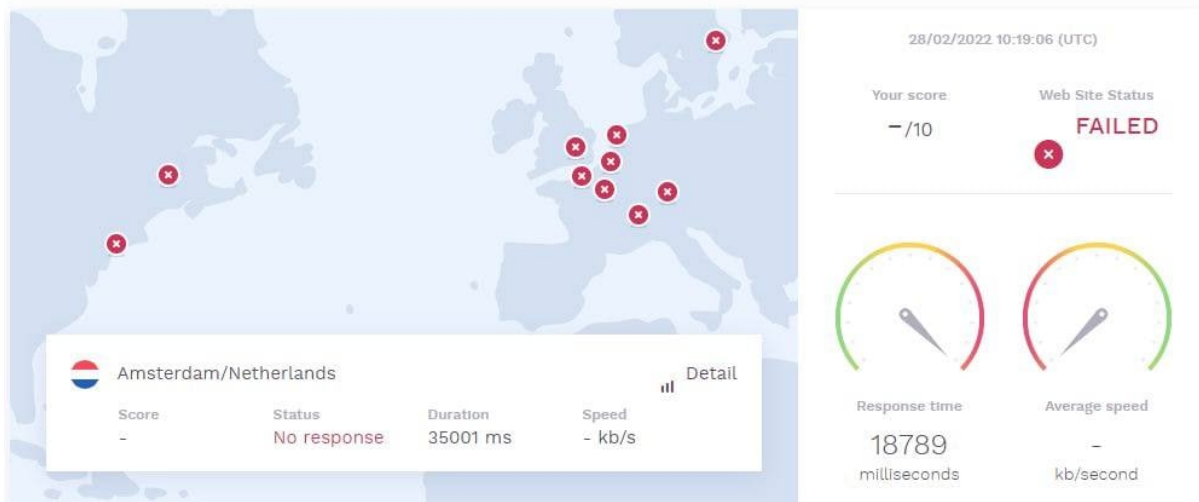 28/02/2022 10:19:06 (UTC)
Your score
Web Site Status
-/10
FAILED
Amsterdam/Netherlands
Detail
Score
Status
Duration
Speed
-
No response
35001 ms
- kb/s
Response time
Average speed
18789
-
milliseconds
kb/second